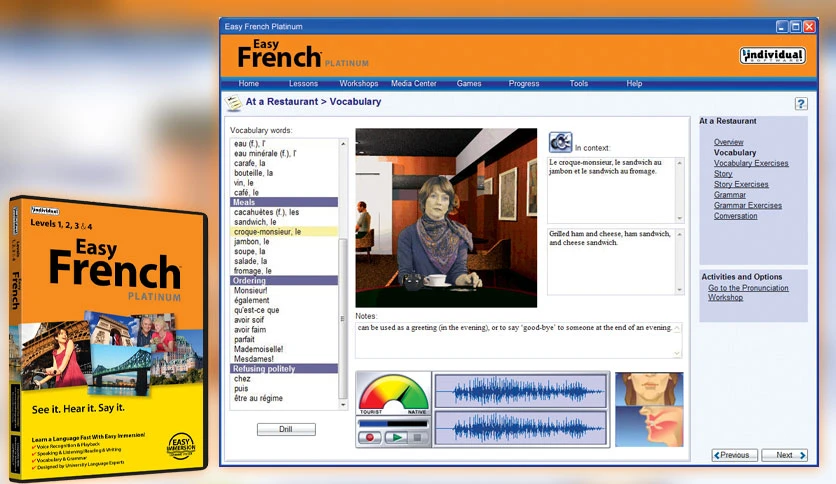 Easy French Platinum
Easy
French
PLATINUM
individual
SOFTWARE
Home Lessons Workshops Media Center Games Progress Tools Help
At a Restaurant > Vocabulary
?
Vocabulary words:
eau (f.), l'
eau minérale (f.), l'
carafe, la
bouteille, la
vin, le
café, le
Meals
cacahuètes (f.), les
sandwich, le
croque-monsieur, le
jambon, le
soupe, la
salade, la
fromage, le
Ordering
Monsieur!
également
qu'est-ce que
avoir soif
avoir faim
parfait
Mademoiselle!
Mesdames!
Refusing politely
chez
puis
être au régime
Drill
In context:
Le croque-monsieur, le sandwich au
jambon et le sandwich au fromage.
Grilled ham and cheese, ham sandwich,
and cheese sandwich.
Notes:
can be used as a greeting (in the evening), or to say 'good-bye' to someone at the end of an evening.
TOURIST NATIVE
At a Restaurant
Overview
Vocabulary
Vocabulary Exercises
Story
Story Exercises
Grammar
Grammar Exercises
Conversation
Activities and Options
Go to the Pronunciation
Workshop
Previous Next
individual
Levels 1, 2, 3 & 4
Easy
French
PLATINUM
See it. Hear it. Say it.
Learn a Language Fast With Easy Immersion!
Voice Recognition & Playback
Speaking & Listening/Reading & Writing
Vocabulary & Grammar
Designed by University Language Experts
EASY
IMMERSION
Easy
French